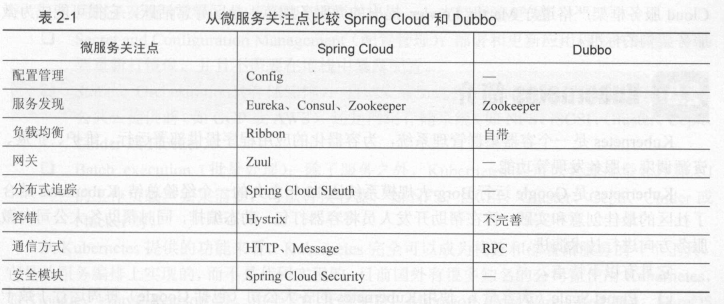 表 2-1 从微服务关注点比较 Spring Cloud 和 Dubbo
微服务关注点 Spring Cloud Dubbo
配置管理 Config —
服务发现 Eureka、Consul、Zookeeper Zookeeper
负载均衡 Ribbon 自带
网关 Zuul —
分布式追踪 Spring Cloud Sleuth —
容错 Hystrix 不完善
通信方式 HTTP、Message RPC
安全模块 Spring Cloud Security —